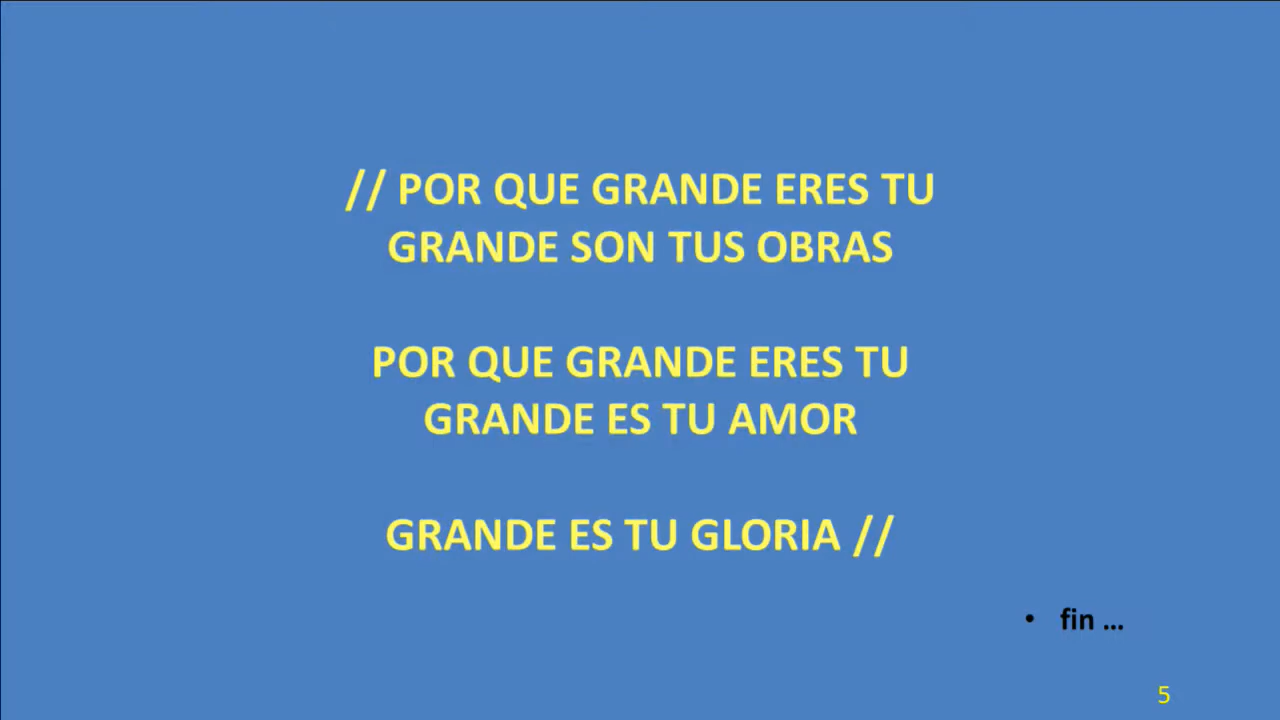 // POR QUE GRANDE ERES TU
GRANDE SON TUS OBRAS
POR QUE GRANDE ERES TU
GRANDE ES TU AMOR
GRANDE ES TU GLORIA //
• fin ...
5